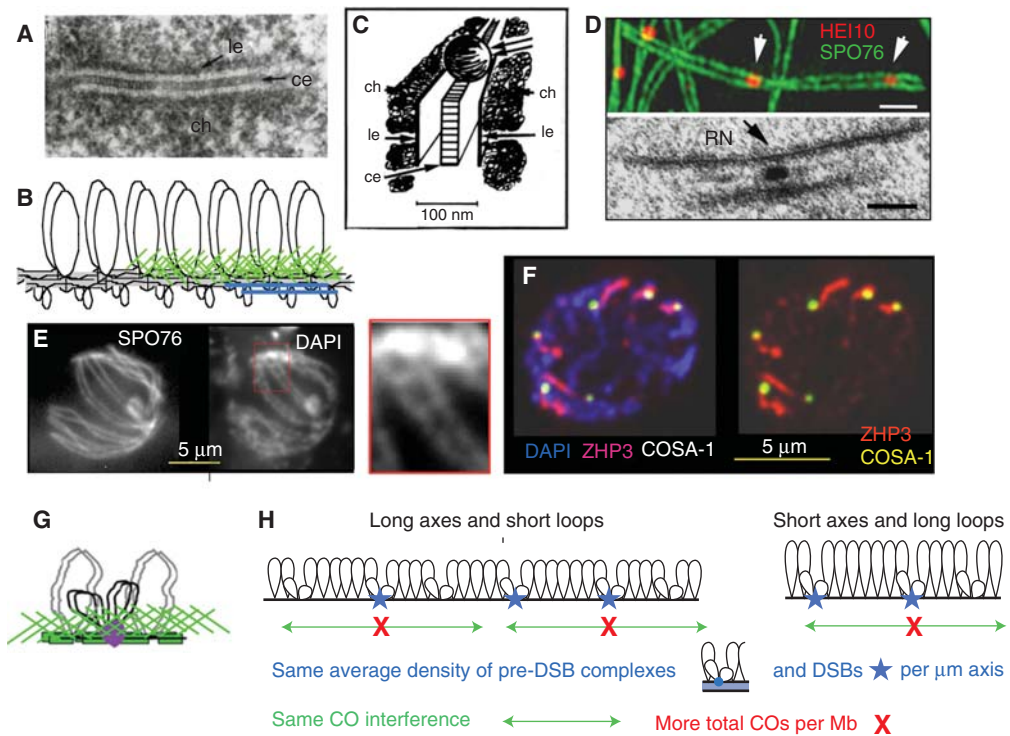 A
le
ce
ch
B
C
ch
ch
le
le
ce
100 nm
D
HEI10
SPO76
RN
E
SPO76
DAPI
5 μm
F
DAPI ZHP3 COSA-1
5 μm
ZHP3
COSA-1
G
H
Long axes and short loops
Short axes and long loops
X
X
X
Same average density of pre-DSB complexes
and DSBs ★ per μm axis
Same CO interference
More total COs per Mb X